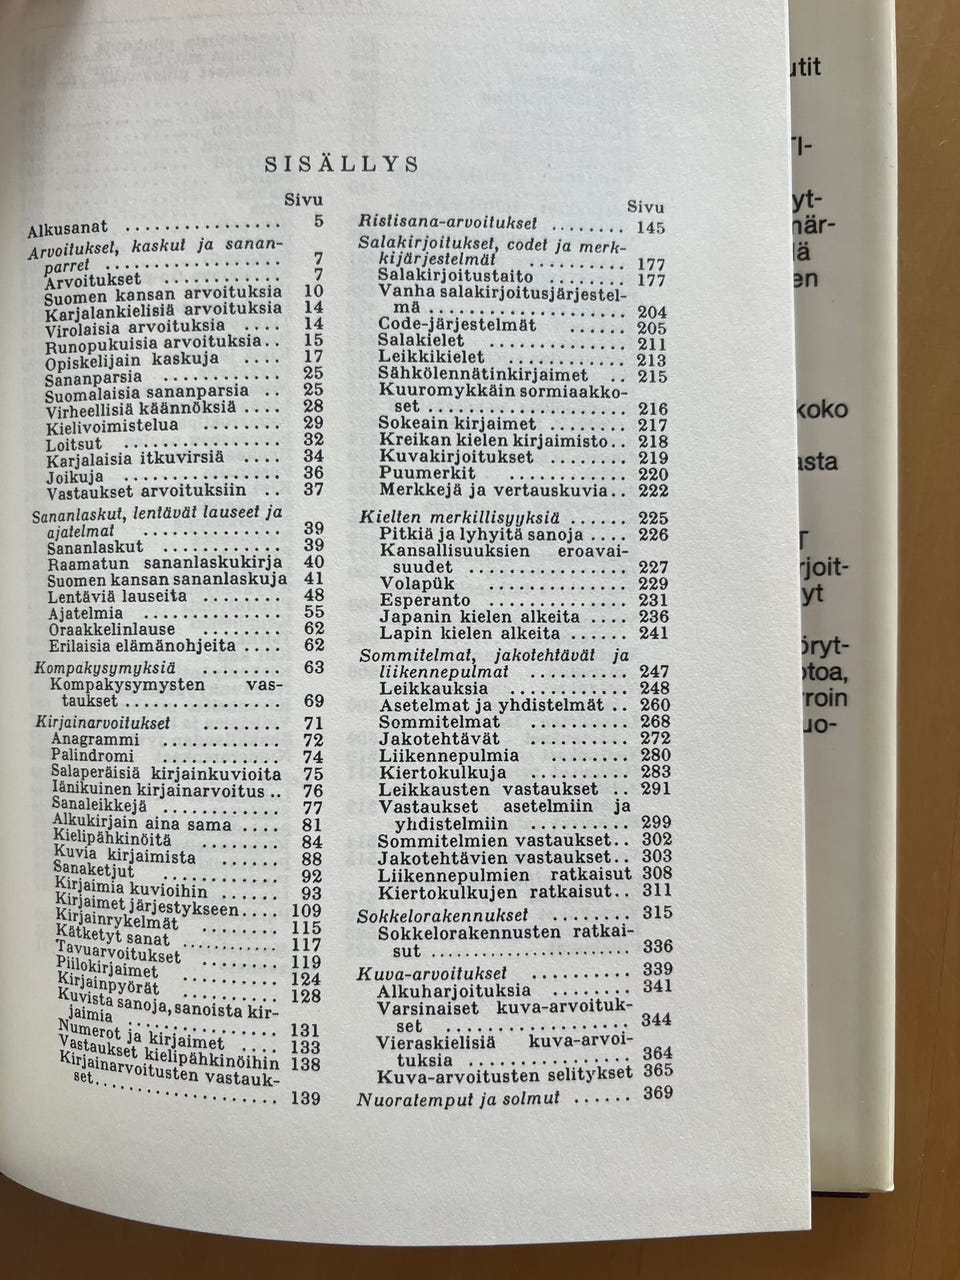 SISÄLLYS
Sivu
Alkusanat ................ 5
Arvoitukset, kaskut ja sanan-
parret .................. 7
Arvoitukset ............ 7
Suomen kansan arvoituksia 10
Karjalankielisiä arvoituksia 14
Virolaisia arvoituksia .... 14
Runopukuisia arvoituksia.. 15
Opiskelijain kaskuja .... 17
Sananparsia ............ 25
Suomalaisia sananparsia .. 25
Virheellisiä käännöksiä .... 28
Kielivoimistelua ........ 29
Loitsut ................ 32
Karjalaisia itkuvirsiä .... 34
Joikuja ................ 36
Vastaukset arvoituksiin .. 37
Sananlaskut, lentävät lauseet ja
ajatelmat .............. 39
Sananlaskut ............ 39
Raamatun sananlaskukirja 40
Suomen kansan sananlaskuja 41
Lentäviä lauseita ........ 48
Ajatelmia .............. 55
Oraakkelinlause ........ 62
Erilaisia elämänohjeita .... 62
Kompakysymyksiä ........ 63
Kompakysymysten vas-
taukset ................ 69
Kirjainarvoitukset ........ 71
Anagrammi ............ 72
Palindromi ............ 74
Salaperäisiä kirjainkuvioita 75
Iänikuinen kirjainarvoitus .. 76
Sanaleikkejä ............ 77
Alkukirjain aina sama .... 81
Kielipähkinöitä ........ 84
Kuvia kirjaimista ...... 88
Sanaketjut ............ 92
Kirjaimia kuvioihin ...... 93
Kirjaimet järjestykseen.... 109
Kirjainrykelmät ........ 115
Kätketyt sanat .......... 117
Tavuarvoitukset ........ 119
Piilokirjaimet .......... 124
Kirjainpyörät .......... 128
Kuvista sanoja, sanoista kir-
jaimia ................ 131
Numerot ja kirjaimet .... 133
Vastaukset kielipähkinöihin 138
Kirjainarvoitusten vastauk-
set.................... 139
Sivu
Ristisana-arvoitukset ........ 145
Salakirjoitukset, codet ja merk-
kijärjestelmät .......... 177
Salakirjoitustaito ........ 177
Vanha salakirjoitusjärjestel-
mä .................... 204
Code-järjestelmät ...... 205
Salakielet .............. 211
Leikkikielet ............ 213
Sähkölennätinkirjaimet .. 215
Kuuromykkäin sormiaakko-
set .................... 216
Sokeain kirjaimet ...... 217
Kreikan kielen kirjaimisto.. 218
Kuvakirjoitukset ........ 219
Puumerkit ............ 220
Merkkejä ja vertauskuvia.. 222
Kielten merkillisyyksiä ...... 225
Pitkiä ja lyhyitä sanoja .... 226
Kansallisuuksien eroavai-
suudet ................ 227
Volapük .............. 229
Esperanto .............. 231
Japanin kielen alkeita .... 236
Lapin kielen alkeita ...... 241
Sommitelmat, jakotehtävät ja
liikennepulmat .......... 247
Leikkauksia ............ 248
Asetelmat ja yhdistelmät .. 260
Sommitelmat .......... 268
Jakotehtävät .......... 272
Liikennepulmia ........ 280
Kiertokulkuja .......... 283
Leikkausten vastaukset .. 291
Vastaukset asetelmiin ja
yhdistelmiin .......... 299
Sommitelmien vastaukset.. 302
Jakotehtävien vastaukset.. 303
Liikennepulmien ratkaisut 308
Kiertokulkujen ratkaisut.. 311
Sokkelorakennukset ........ 315
Sokkelorakennusten ratkai-
sut ...................... 336
Kuva-arvoitukset .......... 339
Alkuharjoituksia ........ 341
Varsinaiset kuva-arvoituk-
set .................. 344
Vieraskielisiä kuva-arvoi-
tuksia ................ 364
Kuva-arvoitusten selitykset 365
Nuoratemput ja solmut ...... 369
utit
TI-
yt-
när-
lä
en
koko
asta
T
rjoit-
yt
öryt-
toa,
roin
uo-